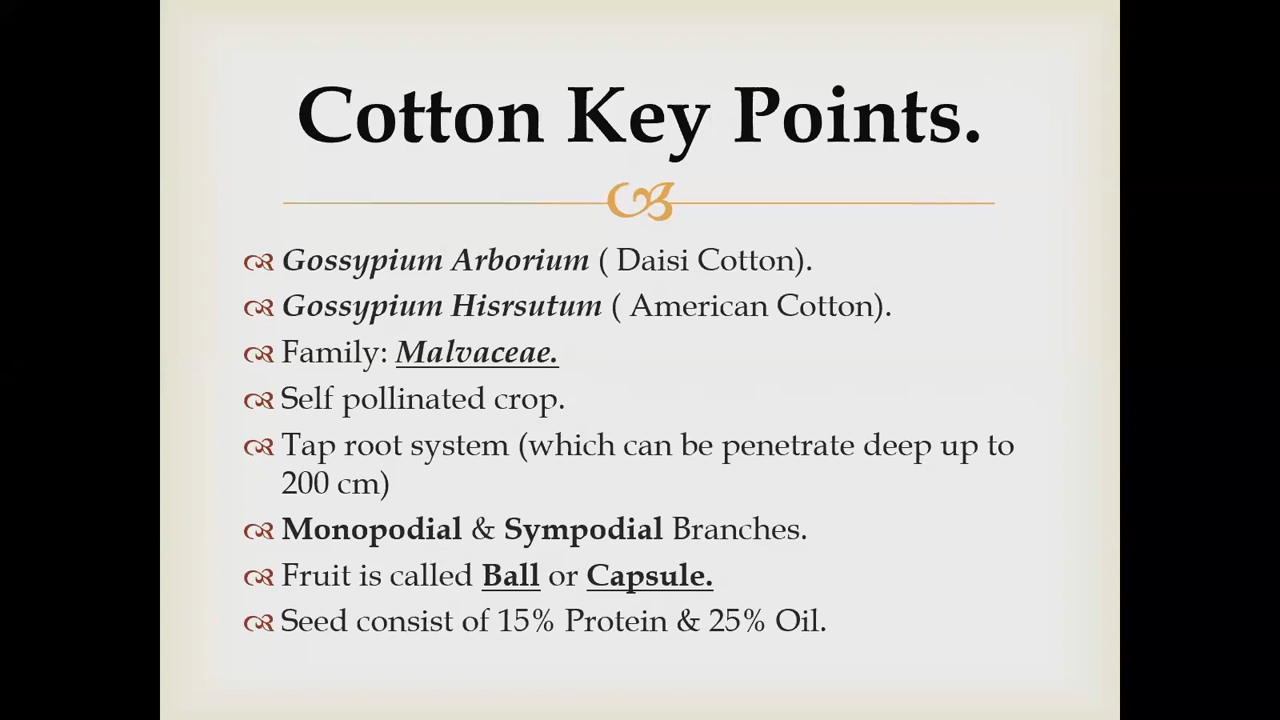 Cotton Key Points.
Gossypium Arborium ( Daisi Cotton).
Gossypium Hisrsutum ( American Cotton).
Family: Malvaceae.
Self pollinated crop.
Tap root system (which can be penetrate deep up to
200 cm)
Monopodial & Sympodial Branches.
Fruit is called Ball or Capsule.
Seed consist of 15% Protein & 25% Oil.